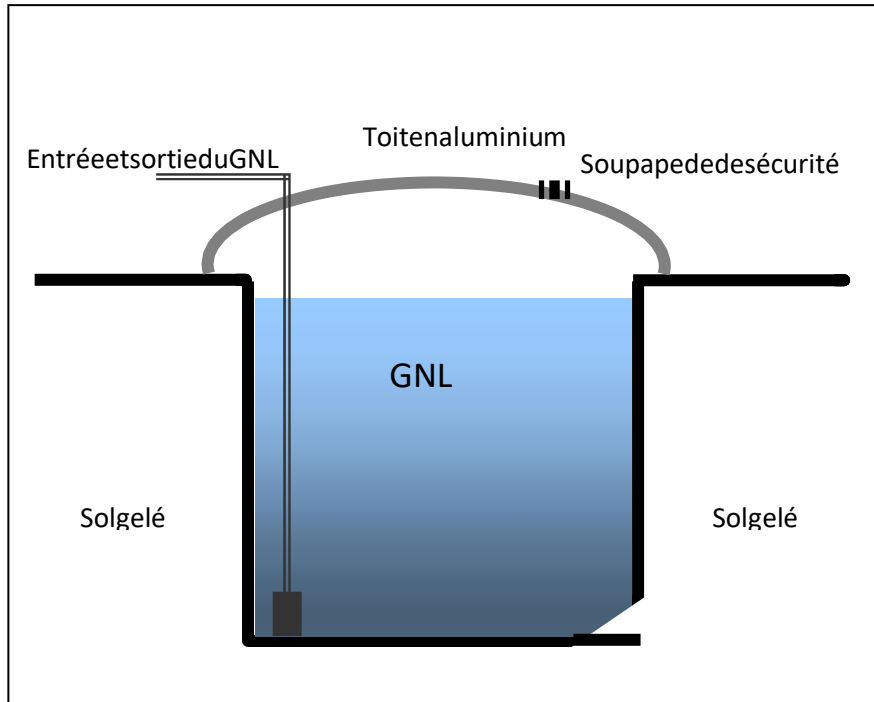 Toitenaluminium
EntréeetsortieduGNL
Soupapededesécurité
GNL
Solgelé
Solgelé